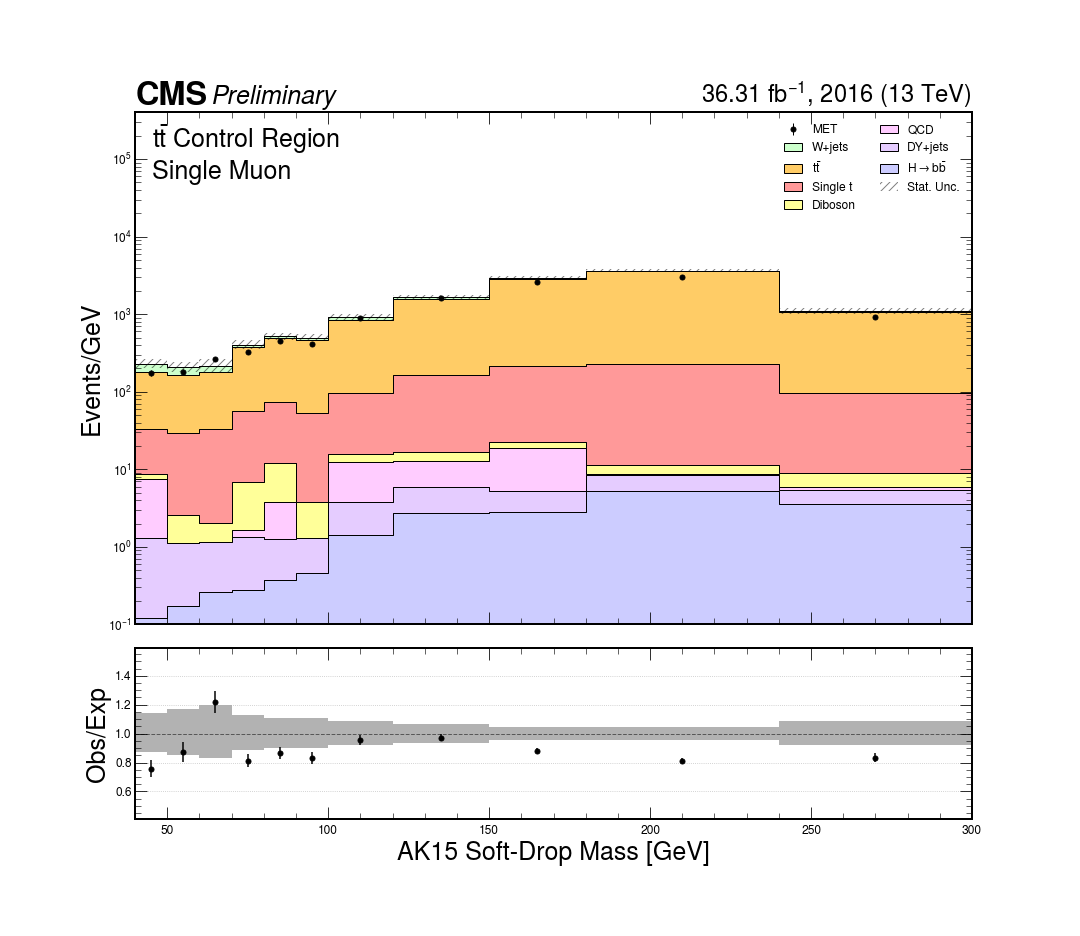 CMS Preliminary
36.31 fb⁻¹, 2016 (13 TeV)
tt̄ Control Region
Single Muon
MET
W+jets
tt̄
Single t
Diboson
QCD
DY+jets
H→bb̄
Stat. Unc.
Events/GeV
10⁵
10⁴
10³
10²
10¹
10⁰
10⁻¹
Obs/Exp
1.4
1.2
1.0
0.8
0.6
50 100 150 200 250 300
AK15 Soft-Drop Mass [GeV]